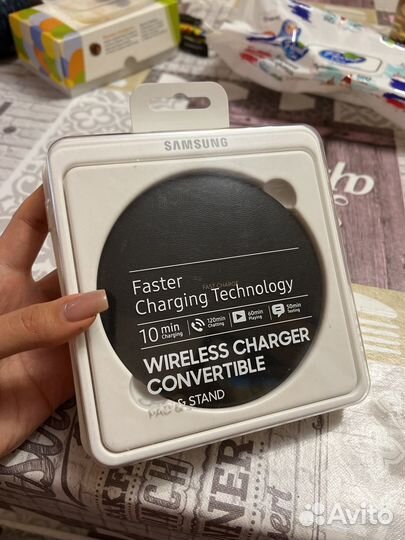 SAMSUNG
FAST CHARGE
Faster
Charging Technology
10 min Charging 120min Chatting 60min Playing 50min Texting
WIRELESS CHARGER
CONVERTIBLE
PAD & STAND
Avito